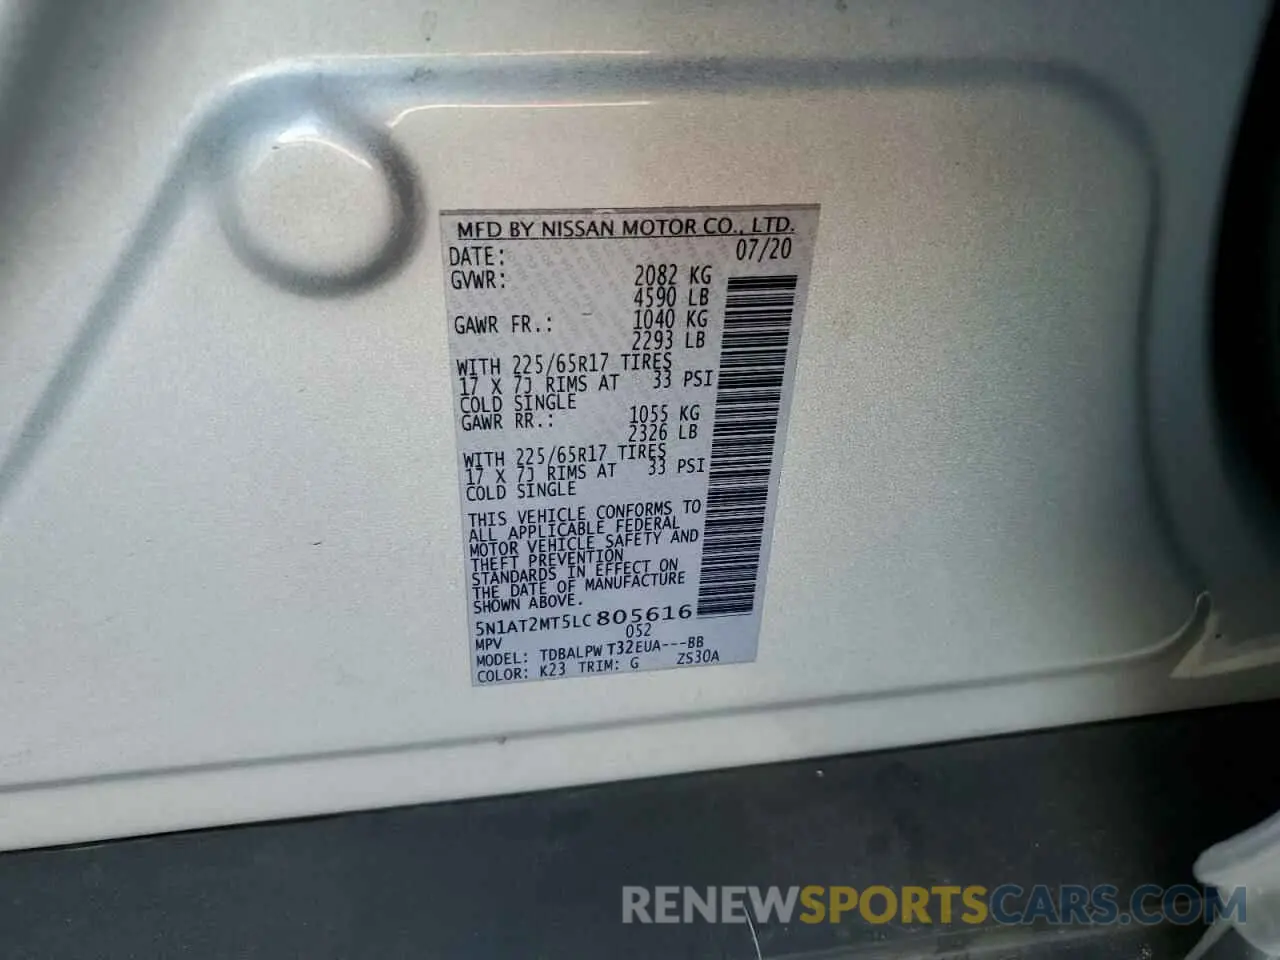 MFD BY NISSAN MOTOR CO., LTD.
DATE: 07/20
GVWR: 2082 KG
4590 LB
GAWR FR.: 1040 KG
2293 LB
WITH 225/65R17 TIRES
17 X 7J RIMS AT 33 PSI
COLD SINGLE
GAWR RR.: 1055 KG
2326 LB
WITH 225/65R17 TIRES
17 X 7J RIMS AT 33 PSI
COLD SINGLE
THIS VEHICLE CONFORMS TO
ALL APPLICABLE FEDERAL
MOTOR VEHICLE SAFETY AND
THEFT PREVENTION
STANDARDS IN EFFECT ON
THE DATE OF MANUFACTURE
SHOWN ABOVE.
5N1AT2MT5LC805616
MPV 052
MODEL: TDBALPW T32EUA---BB
COLOR: K23 TRIM: G ZS30A
RENEWSPORTSCARS.COM